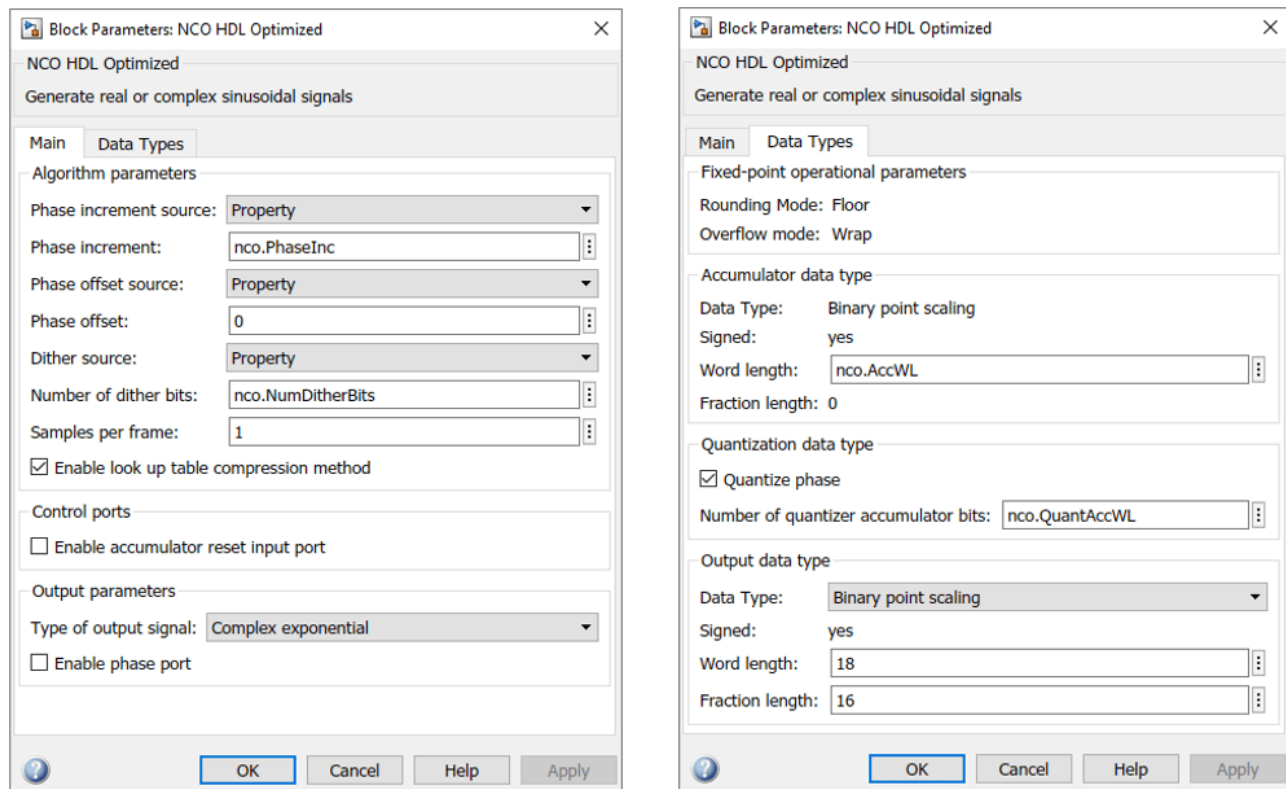 Block Parameters: NCO HDL Optimized
NCO HDL Optimized
Generate real or complex sinusoidal signals
Main Data Types
Algorithm parameters
Phase increment source: Property
Phase increment: nco.PhaseInc
Phase offset source: Property
Phase offset: 0
Dither source: Property
Number of dither bits: nco.NumDitherBits
Samples per frame: 1
Enable look up table compression method
Control ports
Enable accumulator reset input port
Output parameters
Type of output signal: Complex exponential
Enable phase port
? OK Cancel Help Apply
Block Parameters: NCO HDL Optimized
NCO HDL Optimized
Generate real or complex sinusoidal signals
Main Data Types
Fixed-point operational parameters
Rounding Mode: Floor
Overflow mode: Wrap
Accumulator data type
Data Type: Binary point scaling
Signed: yes
Word length: nco.AccWL
Fraction length: 0
Quantization data type
Quantize phase
Number of quantizer accumulator bits: nco.QuantAccWL
Output data type
Data Type: Binary point scaling
Signed: yes
Word length: 18
Fraction length: 16
? OK Cancel Help Apply